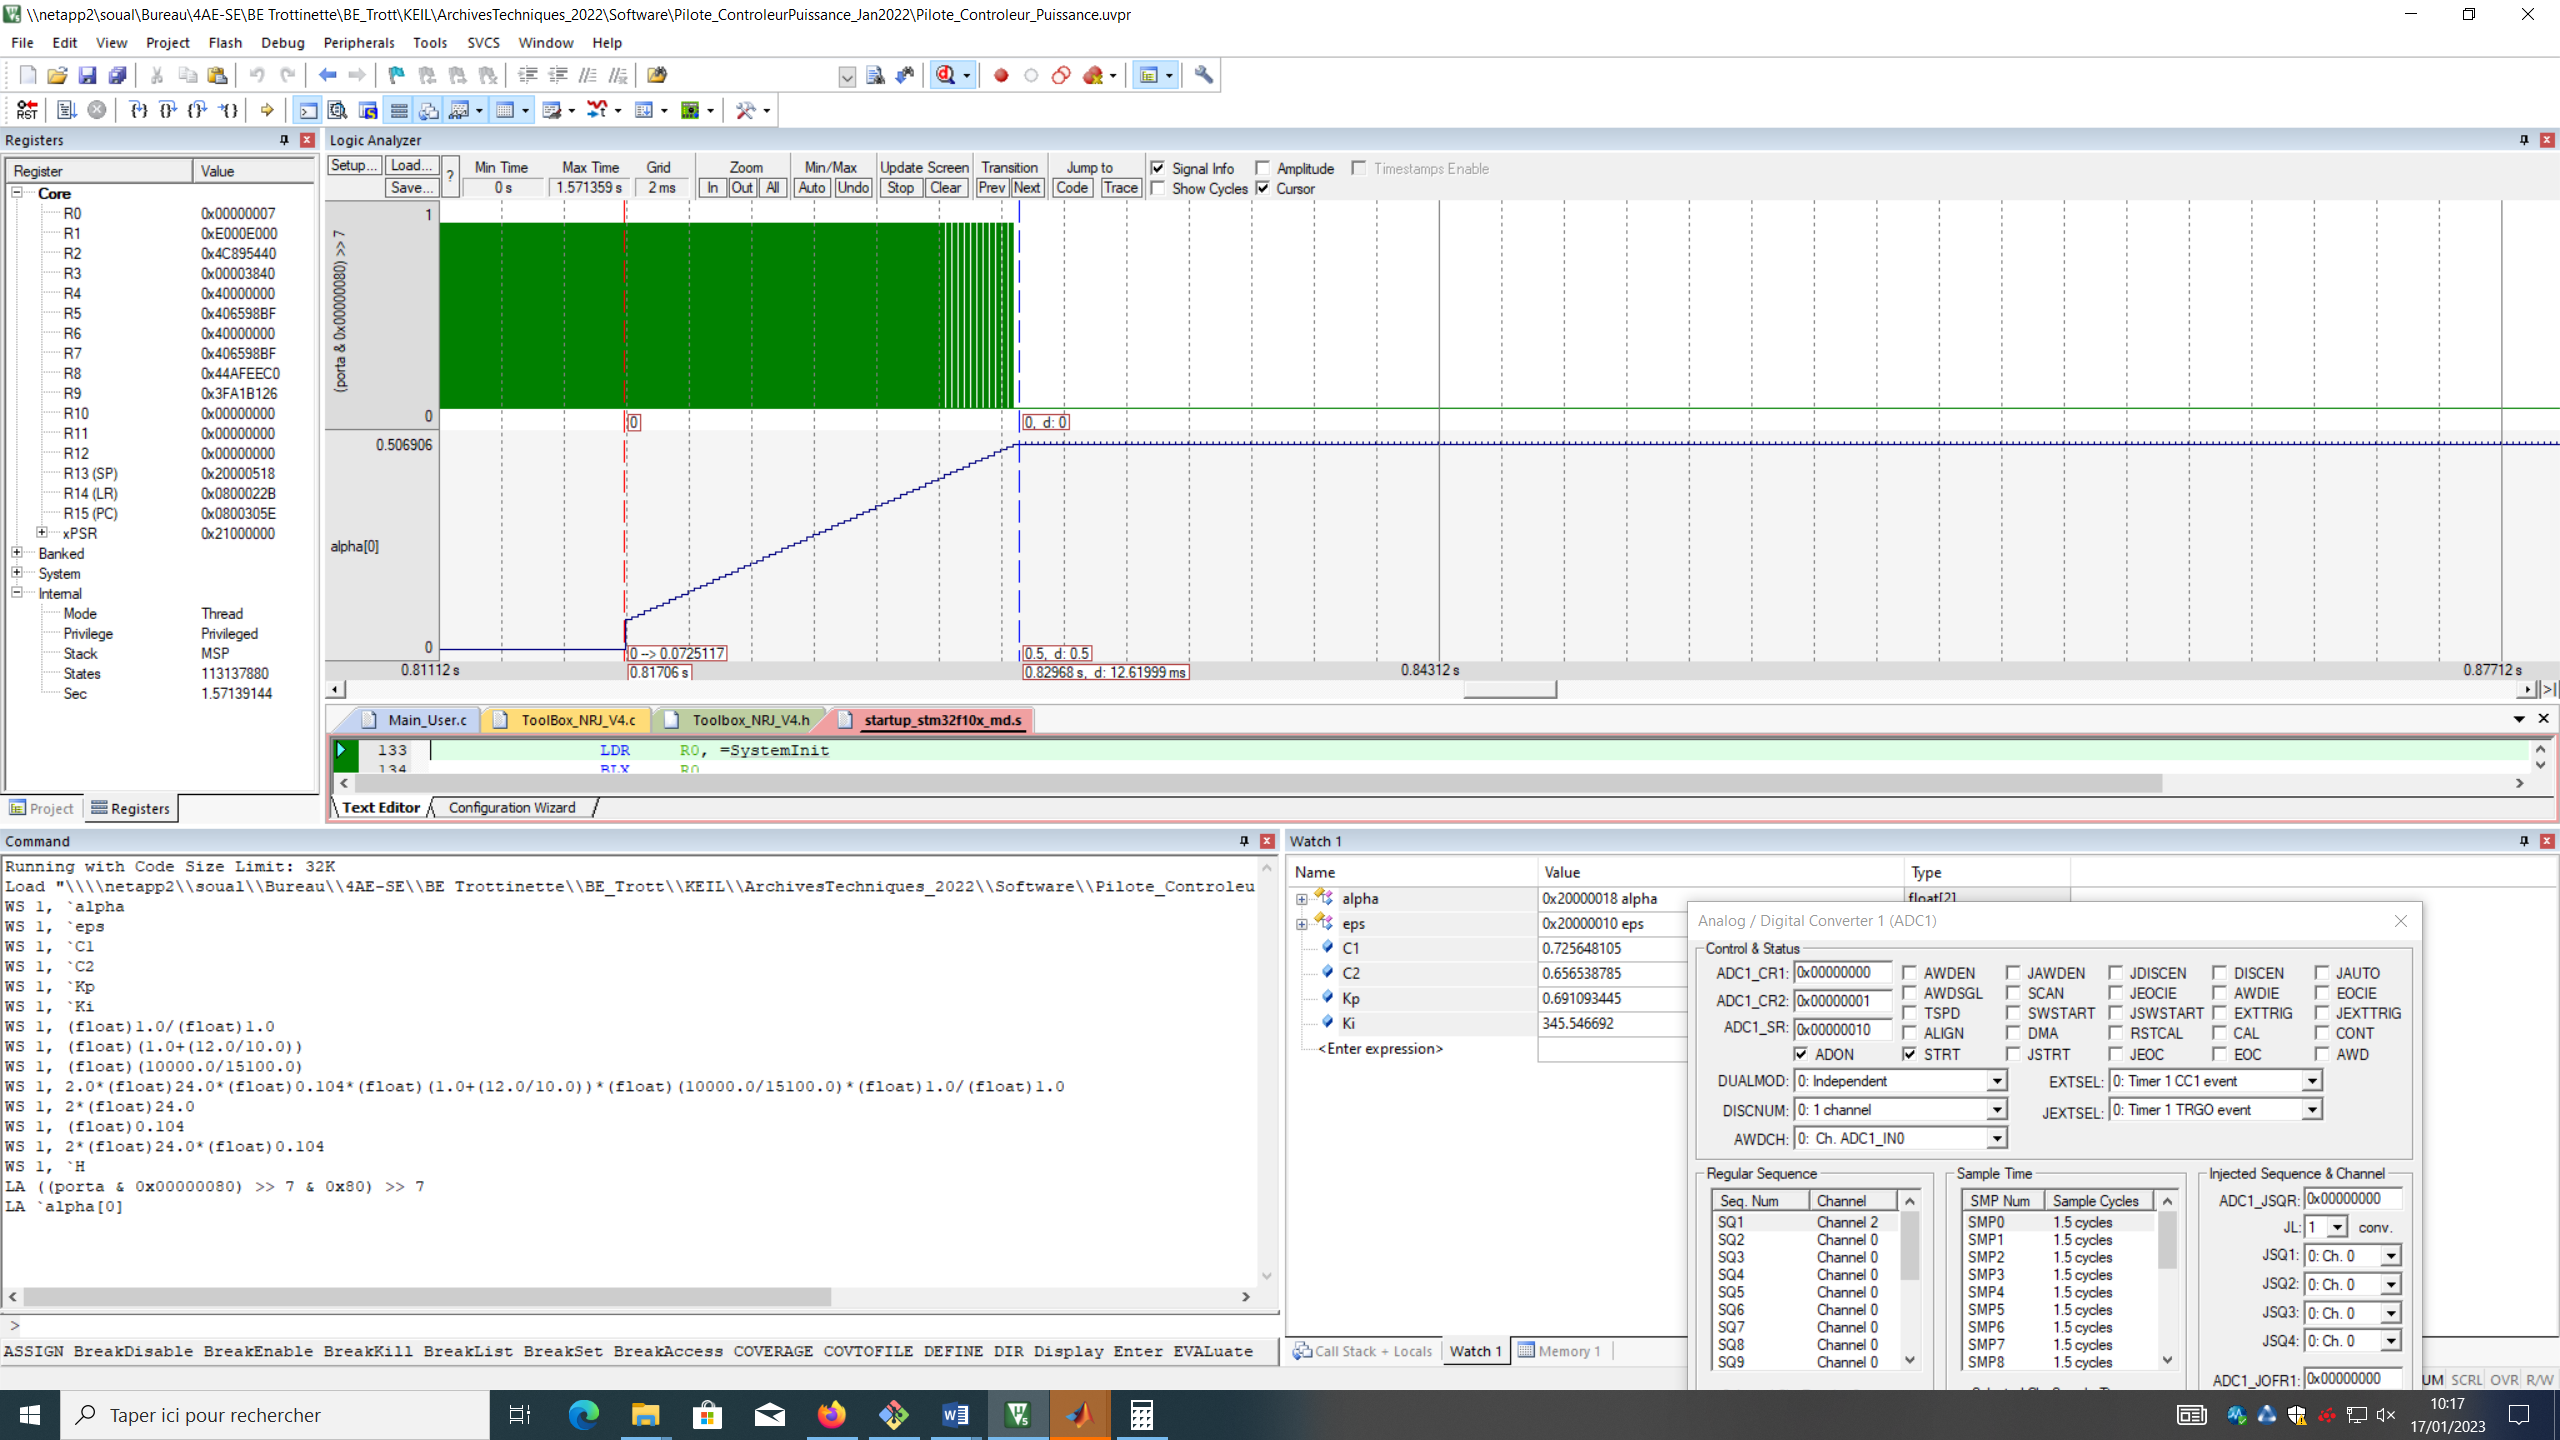 \\netapp2\soual\Bureau\4AE-SE\BE Trottinette\BE_Trott\KEIL\ArchivesTechniques_2022\Software\Pilote_ControleurPuissance_Jan2022\Pilote_Controleur_Puissance.uvpr
File Edit View Project Flash Debug Peripherals Tools SVCS Window Help
Registers
Register Value
Core
R0 0x00000007
R1 0xE000E000
R2 0x4C895440
R3 0x00003840
R4 0x40000000
R5 0x406598BF
R6 0x40000000
R7 0x406598BF
R8 0x44AFEEC0
R9 0x3FA1B126
R10 0x00000000
R11 0x00000000
R12 0x00000000
R13 (SP) 0x20000518
R14 (LR) 0x0800022B
R15 (PC) 0x0800305E
xPSR 0x21000000
Banked
System
Internal
Mode Thread
Privilege Privileged
Stack MSP
States 113137880
Sec 1.57139144
Project Registers
Logic Analyzer
Setup... Load... ? Min Time Max Time Grid Zoom Min/Max Update Screen Transition Jump to Signal Info Amplitude Timestamps Enable
Save... 0 s 1.571359 s 2 ms In Out All Auto Undo Stop Clear Prev Next Code Trace Show Cycles Cursor
1
(porta & 0x00000080) >> 7
0
0
0, d: 0
0.506906
alpha[0]
0
0 --> 0.0725117
0.5, d: 0.5
0.81112 s
0.81706 s
0.82968 s, d: 12.61999 ms
0.84312 s
0.87712 s
Main_User.c ToolBox_NRJ_V4.c Toolbox_NRJ_V4.h startup_stm32f10x_md.s
133 LDR R0, =SystemInit
134 BLX R0
Text Editor Configuration Wizard
Command
Running with Code Size Limit: 32K
Load "\\\\netapp2\\soual\\Bureau\\4AE-SE\\BE Trottinette\\BE_Trott\\KEIL\\ArchivesTechniques_2022\\Software\\Pilote_Controleu
WS 1, `alpha
WS 1, `eps
WS 1, `C1
WS 1, `C2
WS 1, `Kp
WS 1, `Ki
WS 1, (float)1.0/(float)1.0
WS 1, (float)(1.0+(12.0/10.0))
WS 1, (float)(10000.0/15100.0)
WS 1, 2.0*(float)24.0*(float)0.104*(float)(1.0+(12.0/10.0))*(float)(10000.0/15100.0)*(float)1.0/(float)1.0
WS 1, 2*(float)24.0
WS 1, (float)0.104
WS 1, 2*(float)24.0*(float)0.104
WS 1, `H
LA ((porta & 0x00000080) >> 7 & 0x80) >> 7
LA `alpha[0]
>
ASSIGN BreakDisable BreakEnable BreakKill BreakList BreakSet BreakAccess COVERAGE COVTOFILE DEFINE DIR Display Enter EVALuate
Watch 1
Name Value Type
alpha 0x20000018 alpha float[2]
eps 0x20000010 eps
C1 0.725648105
C2 0.656538785
Kp 0.691093445
Ki 345.546692
<Enter expression>
Call Stack + Locals Watch 1 Memory 1
Analog / Digital Converter 1 (ADC1)
Control & Status
ADC1_CR1: 0x00000000 AWDEN JAWDEN JDISCEN DISCEN JAUTO
ADC1_CR2: 0x00000001 AWDSGL SCAN JEOCIE AWDIE EOCIE
TSPD SWSTART JSWSTART EXTTRIG JEXTTRIG
ADC1_SR: 0x00000010 ALIGN DMA RSTCAL CAL CONT
ADON STRT JSTRT JEOC EOC AWD
DUALMOD: 0: Independent EXTSEL: 0: Timer 1 CC1 event
DISCNUM: 0: 1 channel JEXTSEL: 0: Timer 1 TRGO event
AWDCH: 0: Ch. ADC1_IN0
Regular Sequence
Seq. Num Channel
SQ1 Channel 2
SQ2 Channel 0
SQ3 Channel 0
SQ4 Channel 0
SQ5 Channel 0
SQ6 Channel 0
SQ7 Channel 0
SQ8 Channel 0
SQ9 Channel 0
Sample Time
SMP Num Sample Cycles
SMP0 1.5 cycles
SMP1 1.5 cycles
SMP2 1.5 cycles
SMP3 1.5 cycles
SMP4 1.5 cycles
SMP5 1.5 cycles
SMP6 1.5 cycles
SMP7 1.5 cycles
SMP8 1.5 cycles
Injected Sequence & Channel
ADC1_JSQR: 0x00000000
JL: 1 conv.
JSQ1: 0: Ch. 0
JSQ2: 0: Ch. 0
JSQ3: 0: Ch. 0
JSQ4: 0: Ch. 0
ADC1_JOFR1: 0x00000000
UM SCRL OVR R/W
Taper ici pour rechercher
10:17
17/01/2023